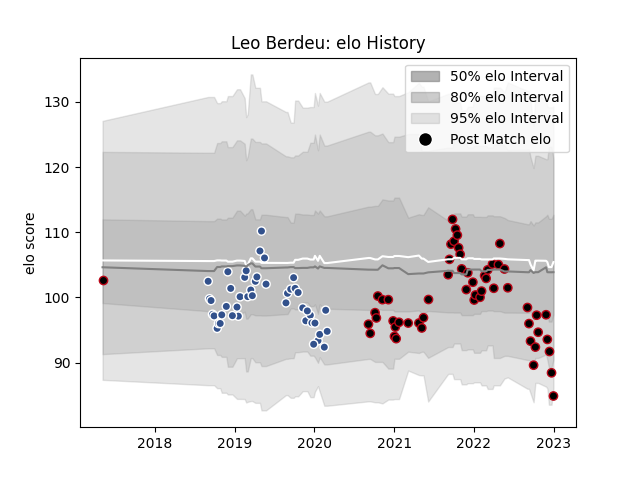 Leo Berdeu: elo History
50% elo Interval
80% elo Interval
95% elo Interval
Post Match elo
elo score
130
120
110
100
90
2018 2019 2020 2021 2022 2023